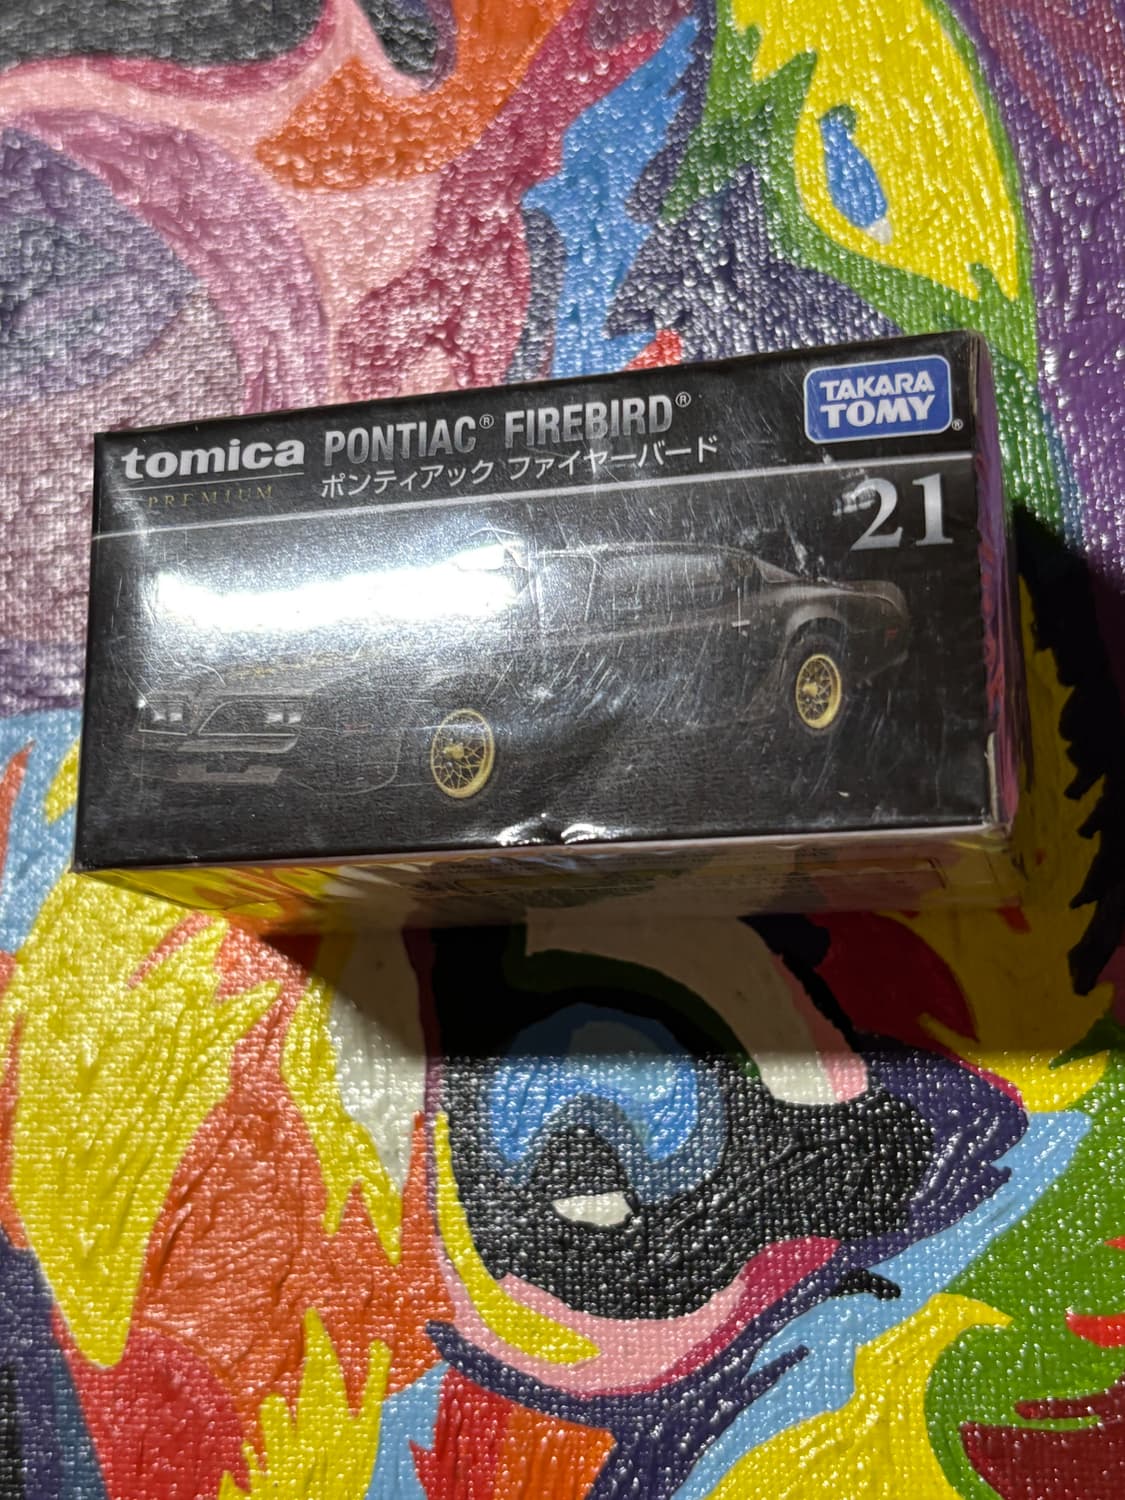 tomica PONTIAC® FIREBIRD®
PREMIUM ポンティアック ファイヤーバード
TAKARA
TOMY®
No.21